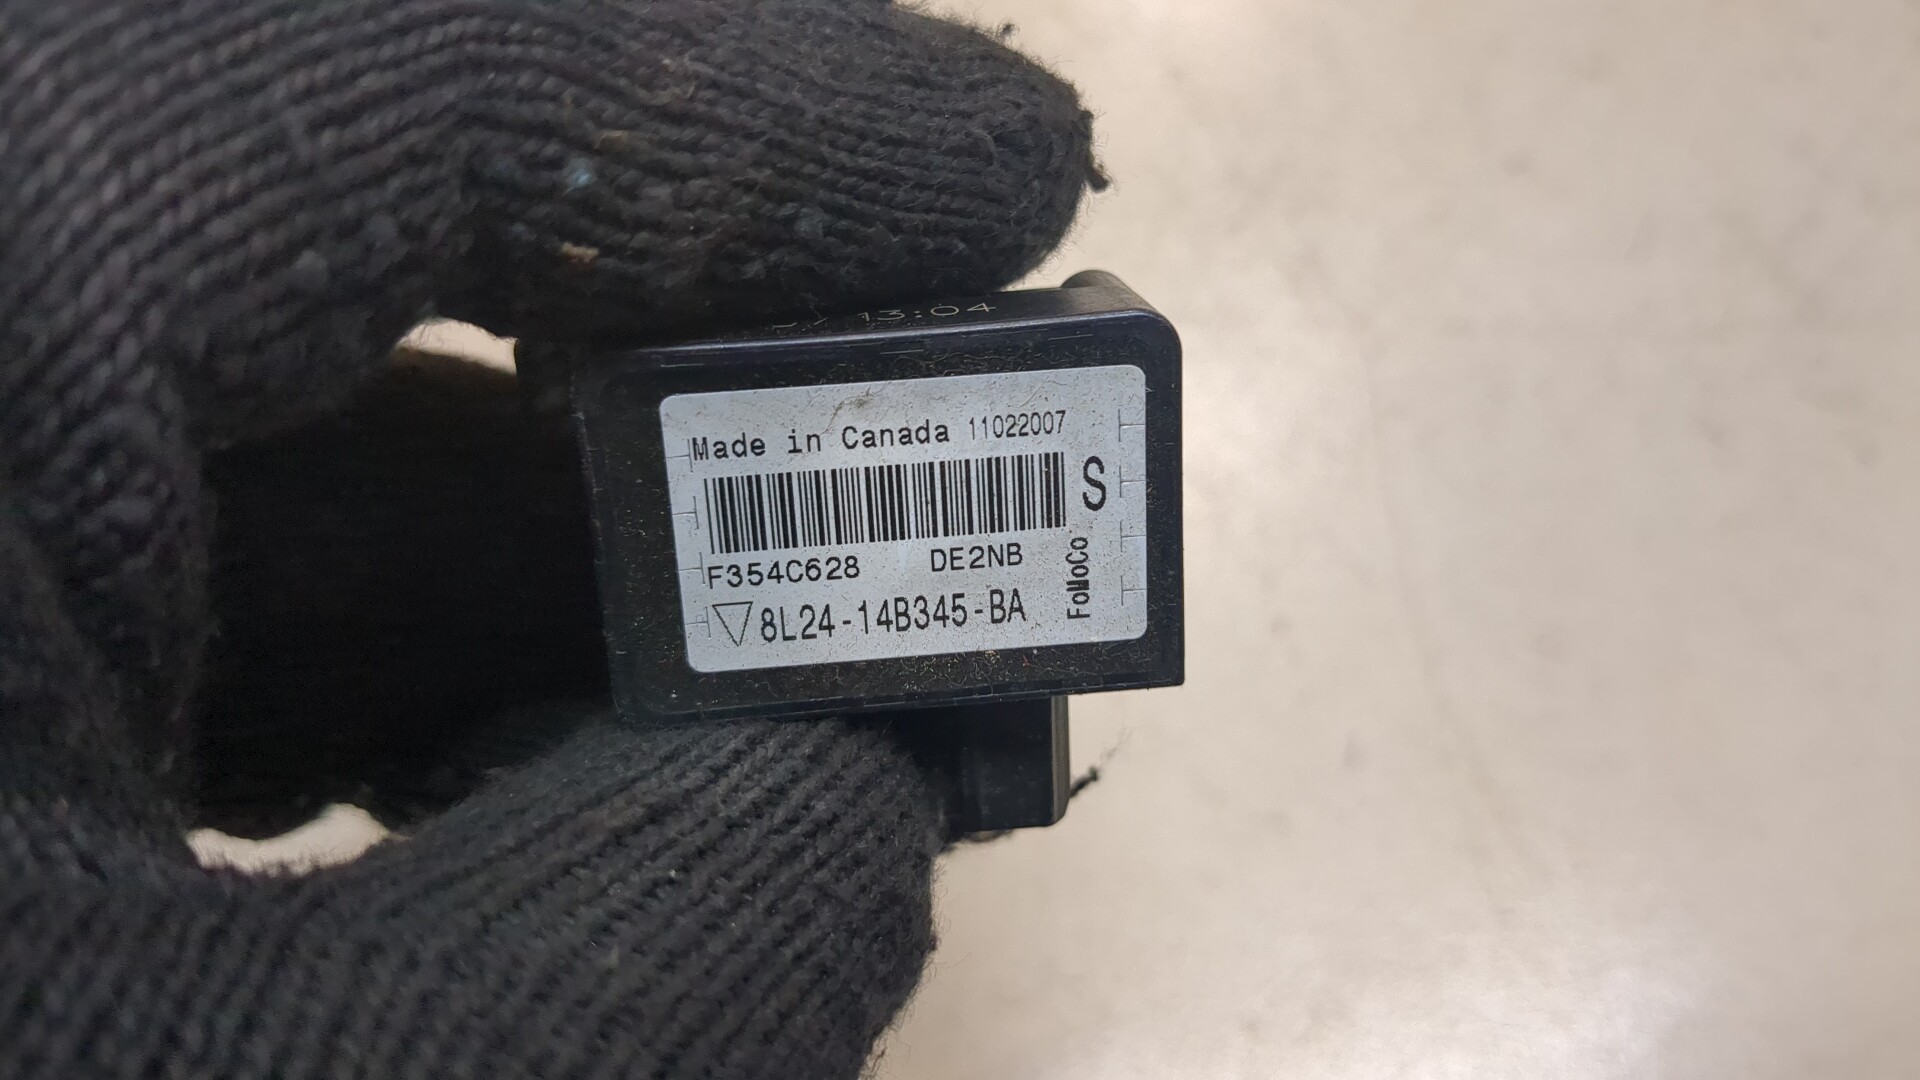 13:04
Made in Canada 11022007
S
F354C628 DE2NB
8L24-14B345-BA
FoMoCo